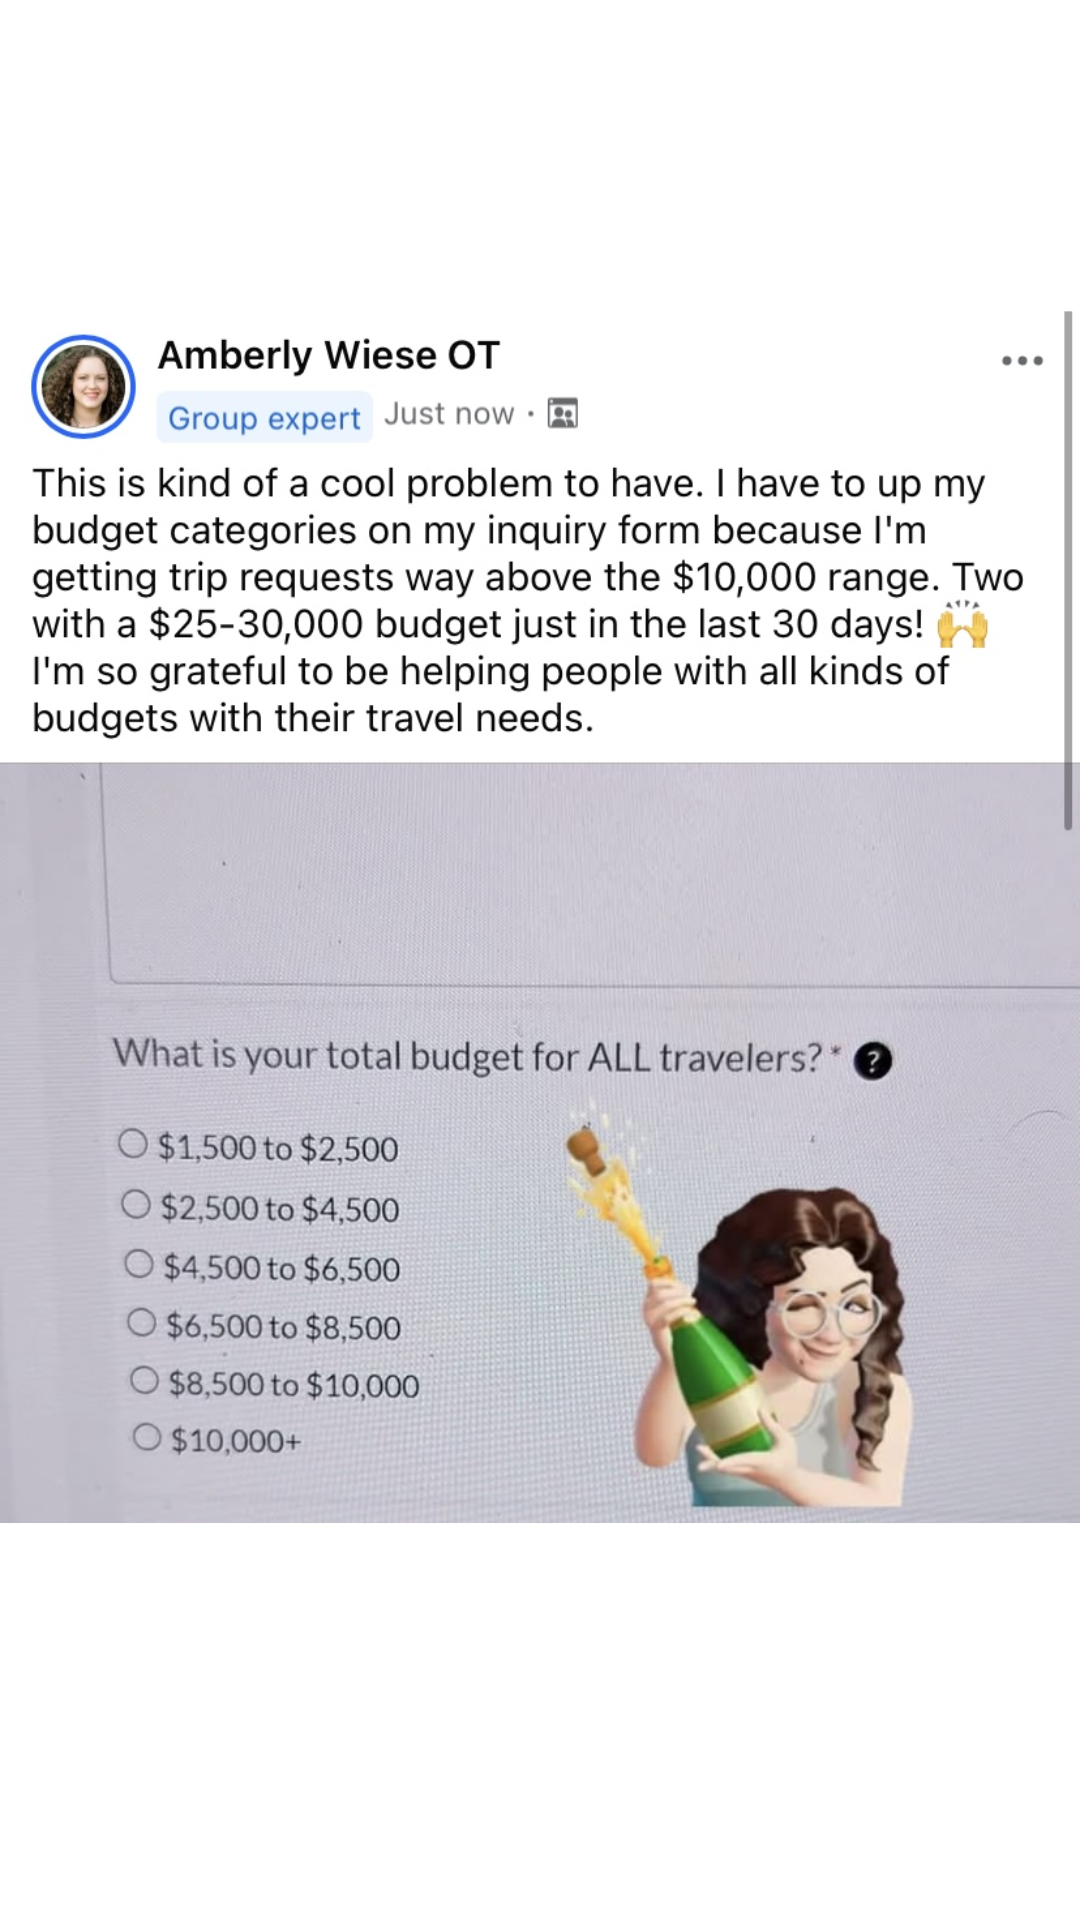 Amberly Wiese OT
Group expert Just now ·
This is kind of a cool problem to have. I have to up my
budget categories on my inquiry form because I'm
getting trip requests way above the $10,000 range. Two
with a $25-30,000 budget just in the last 30 days! 🙌
I'm so grateful to be helping people with all kinds of
budgets with their travel needs.
What is your total budget for ALL travelers? * ?
$1,500 to $2,500
$2,500 to $4,500
$4,500 to $6,500
$6,500 to $8,500
$8,500 to $10,000
$10,000+